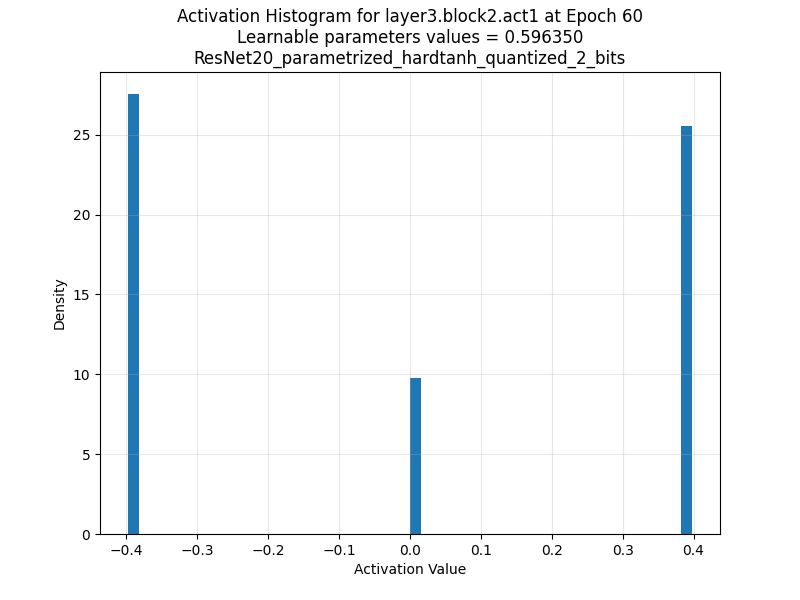 Activation Histogram for layer3.block2.act1 at Epoch 60
Learnable parameters values = 0.596350
ResNet20_parametrized_hardtanh_quantized_2_bits
25
20
15
10
5
0
Density
−0.4 −0.3 −0.2 −0.1 0.0 0.1 0.2 0.3 0.4
Activation Value